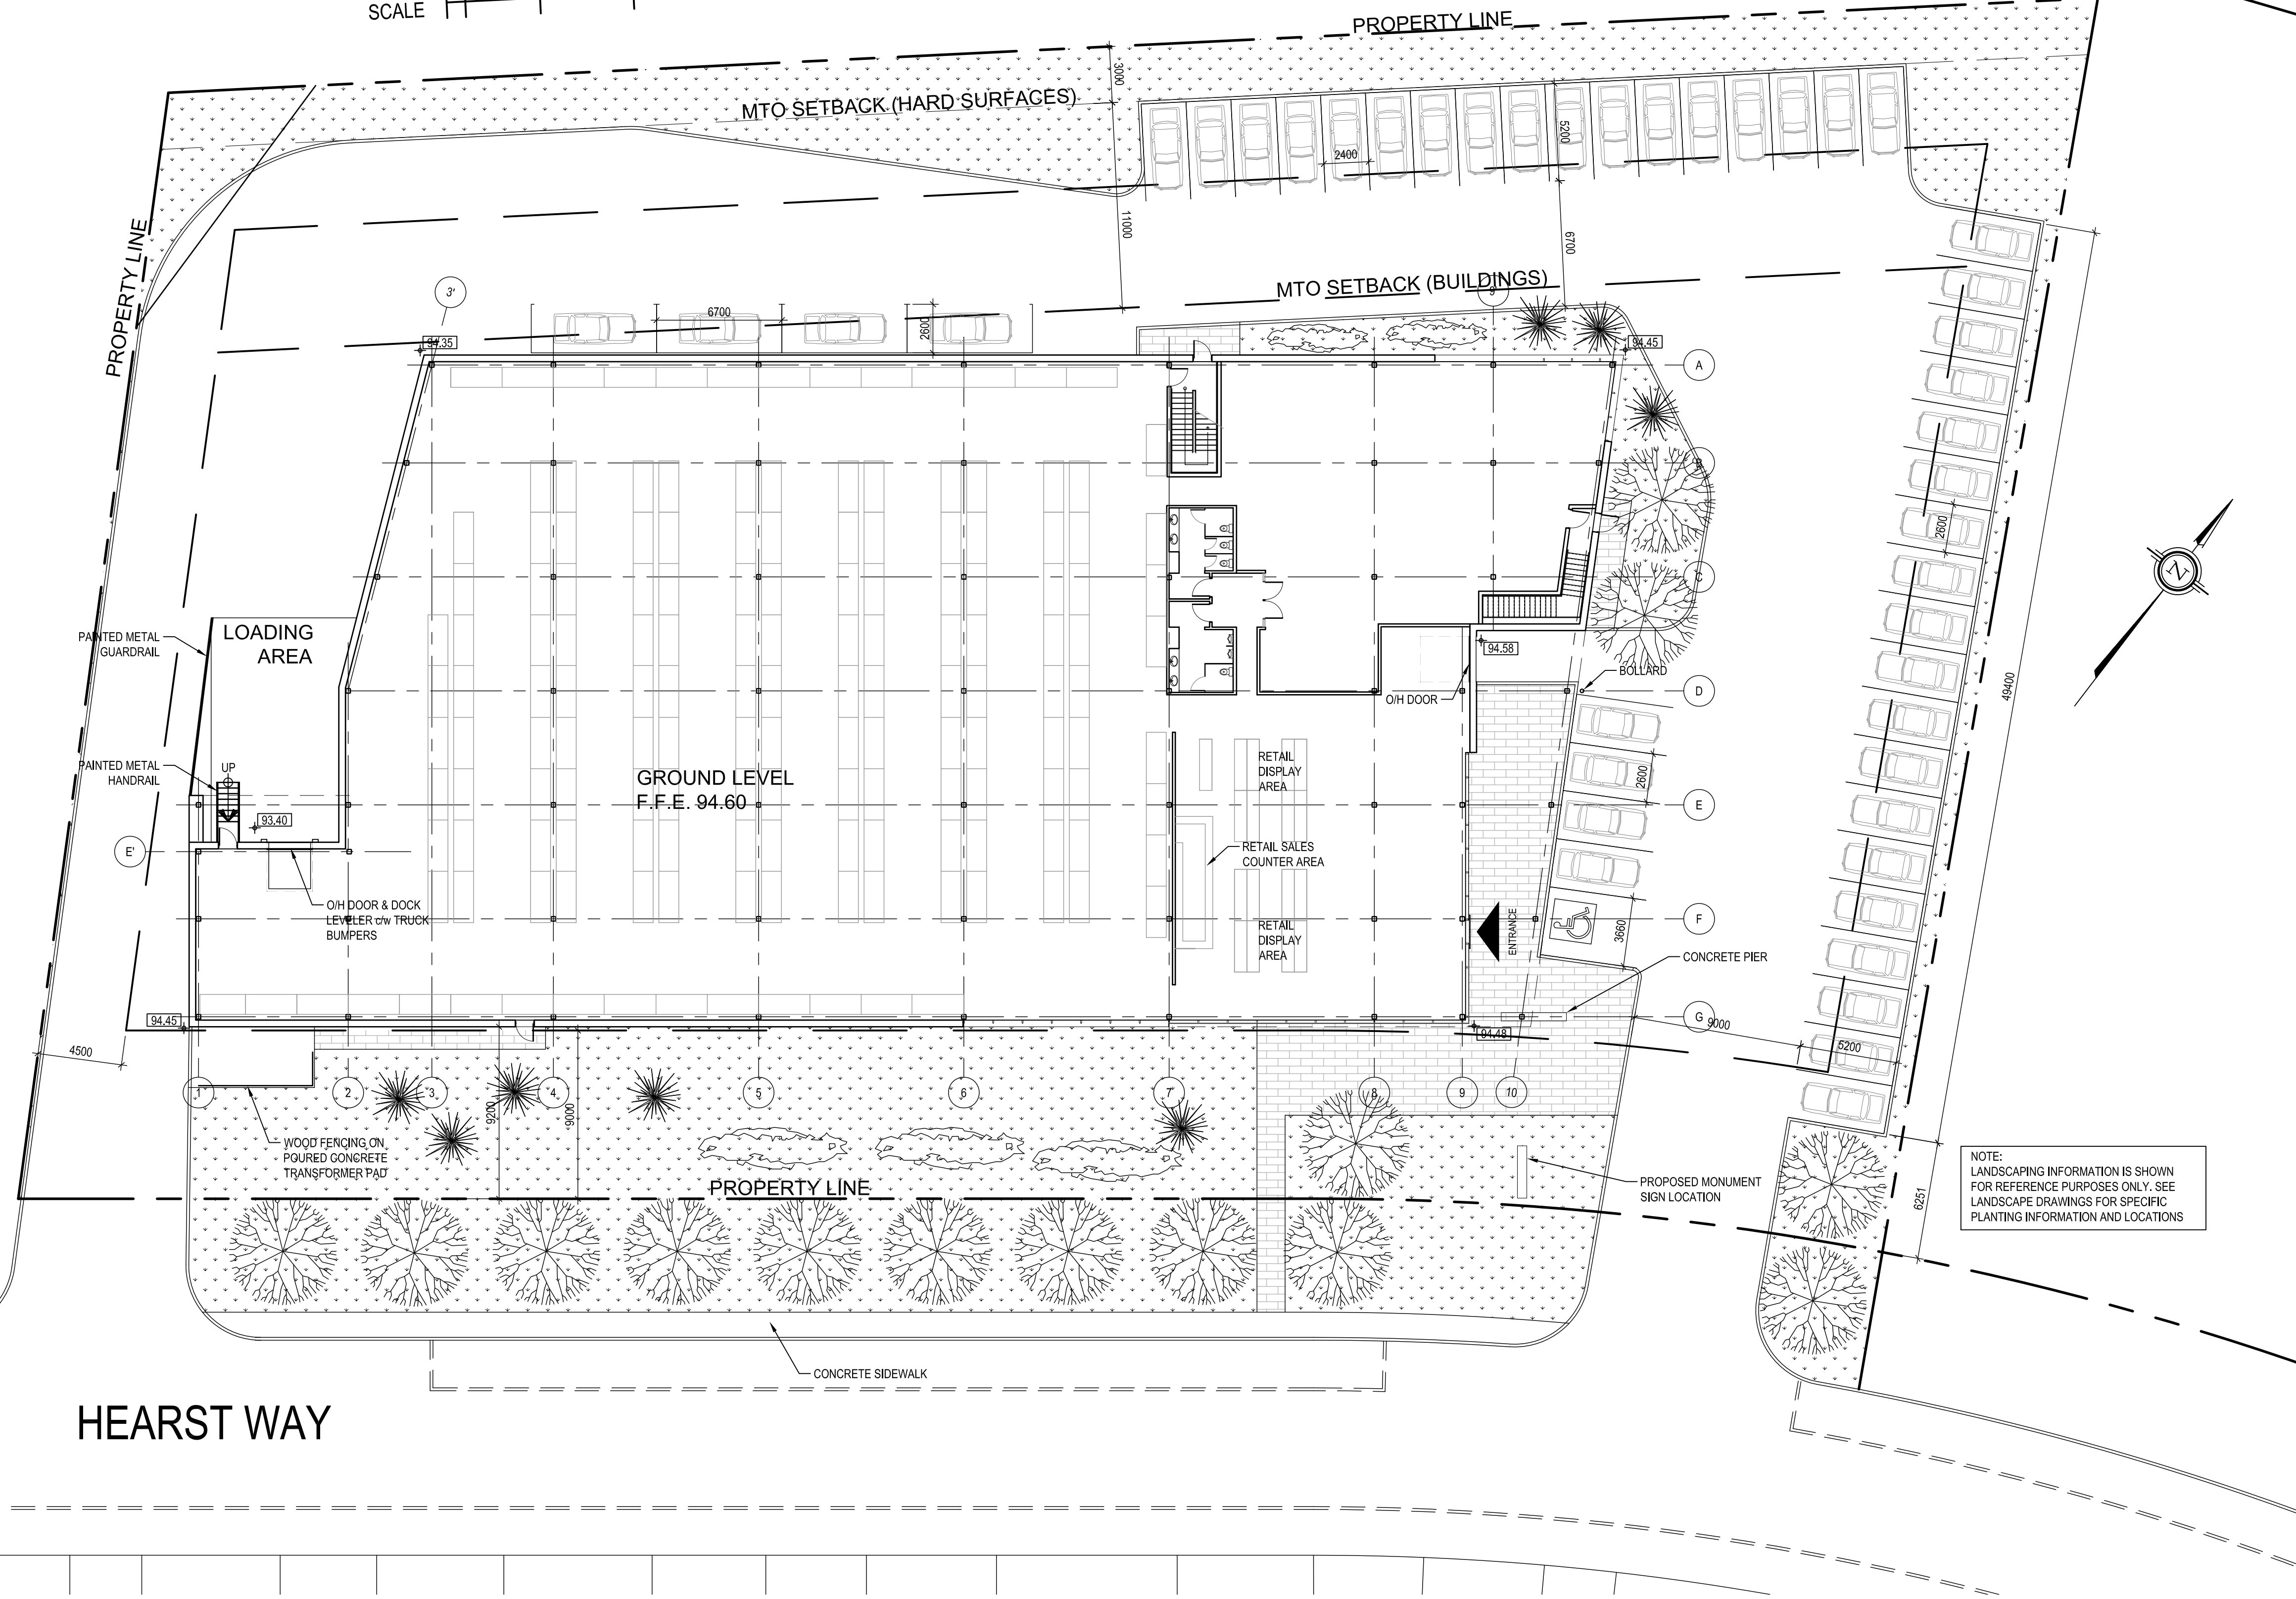 SCALE
PROPERTY LINE
3000
MTO SETBACK (HARD SURFACES)
5200
2400
11000
6700
PROPERTY LINE
MTO SETBACK (BUILDINGS)
3'
9'
6700
2600
94.35
94.45
A
B
2600
N
C
LOADING
AREA
PAINTED METAL
GUARDRAIL
94.58
BOLLARD
O/H DOOR
D
49400
PAINTED METAL
HANDRAIL
UP
GROUND LEVEL
F.F.E. 94.60
RETAIL
DISPLAY
AREA
2600
E
93.40
E'
RETAIL SALES
COUNTER AREA
O/H DOOR & DOCK
LEVELER c/w TRUCK
BUMPERS
RETAIL
DISPLAY
AREA
ENTRANCE
3660
F
CONCRETE PIER
94.45
94.48
G
9000
5200
4500
1
2
3
4
5
6
7
8
9
10
9200
9000
WOOD FENCING ON
POURED CONCRETE
TRANSFORMER PAD
PROPERTY LINE
PROPOSED MONUMENT
SIGN LOCATION
6251
NOTE:
LANDSCAPING INFORMATION IS SHOWN
FOR REFERENCE PURPOSES ONLY. SEE
LANDSCAPE DRAWINGS FOR SPECIFIC
PLANTING INFORMATION AND LOCATIONS
CONCRETE SIDEWALK
HEARST WAY